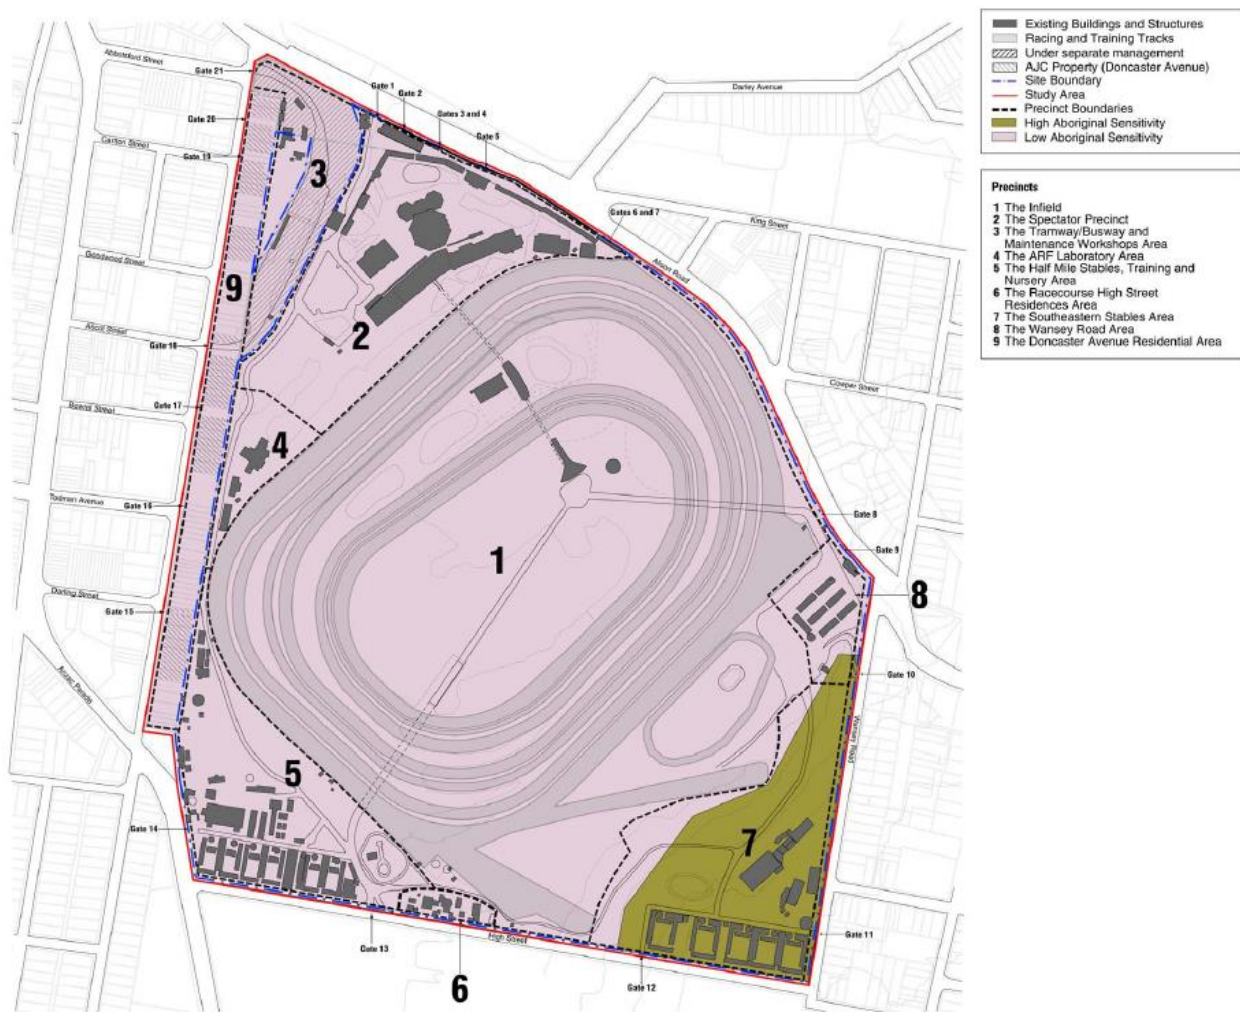 Existing Buildings and Structures
Racing and Training Tracks
Under separate management
AJC Property (Doncaster Avenue)
Site Boundary
Study Area
Precinct Boundaries
High Aboriginal Sensitivity
Low Aboriginal Sensitivity
Precincts
1 The Infield
2 The Spectator Precinct
3 The Tramway/Busway and
Maintenance Workshops Area
4 The ARF Laboratory Area
5 The Half Mile Stables, Training and
Nursery Area
6 The Racecourse High Street
Residences Area
7 The Southeastern Stables Area
8 The Wansey Road Area
9 The Doncaster Avenue Residential Area
Abbotsford Street
Gate 21
Gate 1
Gate 2
Gates 3 and 4
Gate 5
Darley Avenue
Gate 20
Carlton Street
Gate 19
3
Gates 6 and 7
King Street
Goodwood Street
Alison Road
9
2
Ascot Street
Gate 18
Cowper Street
Gate 17
4
Todman Avenue
Gate 16
Gate 8
1
Gate 9
Darling Street
Gate 15
8
Anzac Parade
Gate 10
Wansey Road
5
Gate 14
7
Gate 13
High Street
Gate 11
6
Gate 12